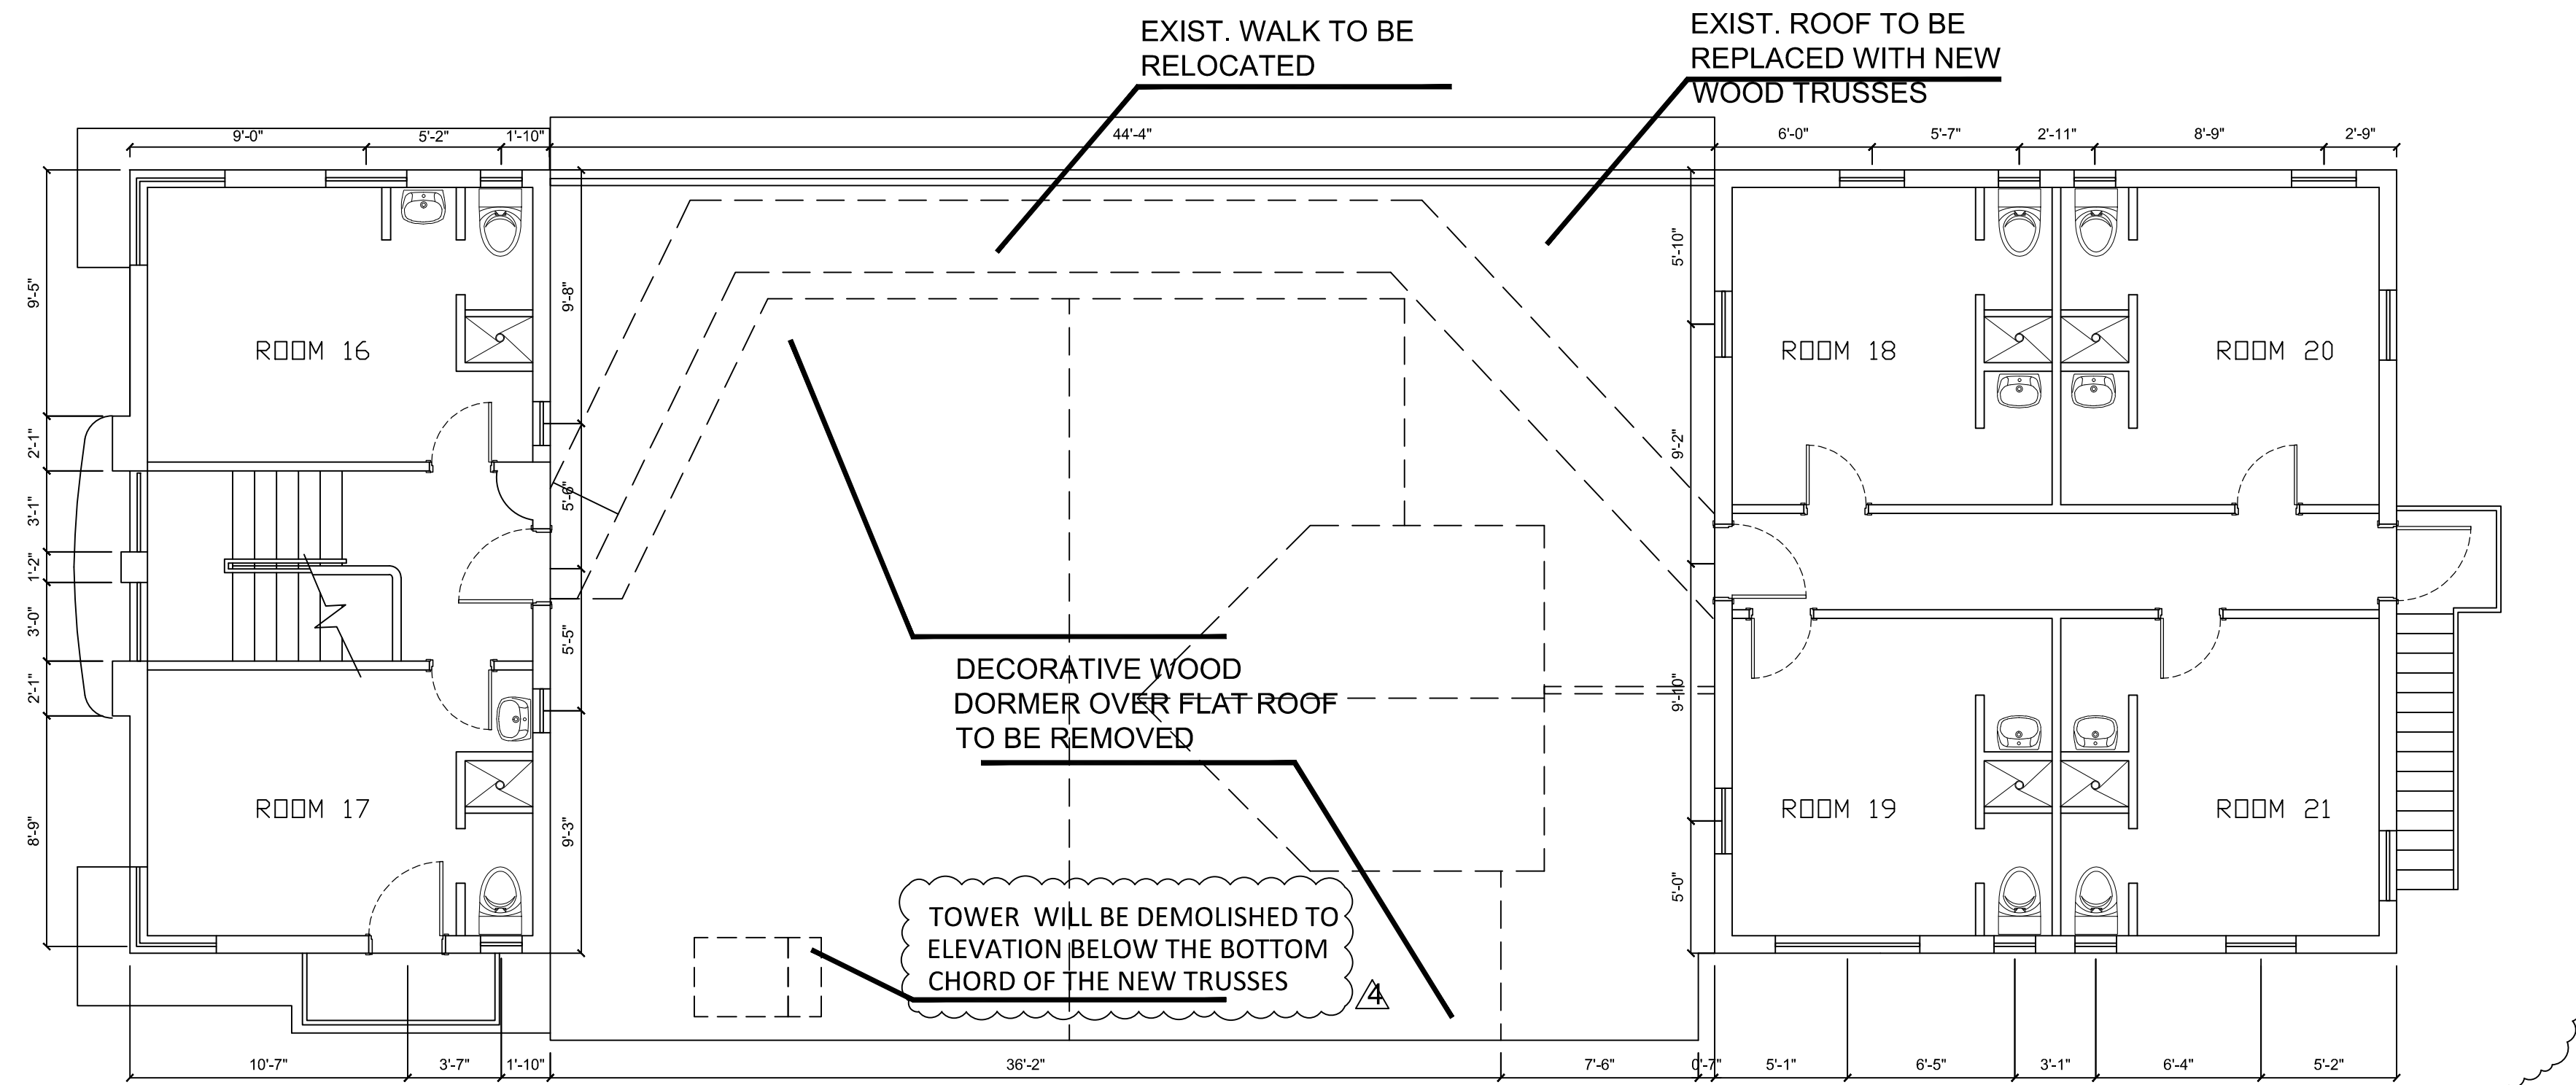 EXIST. WALK TO BE
RELOCATED
EXIST. ROOF TO BE
REPLACED WITH NEW
WOOD TRUSSES
9'-0"
5'-2"
1'-10"
44'-4"
6'-0"
5'-7"
2'-11"
8'-9"
2'-9"
9'-5"
2'-1"
3'-1"
1'-2"
3'-0"
2'-1"
8'-9"
ROOM 16
ROOM 17
9'-8"
5'-6"
5'-5"
9'-3"
DECORATIVE WOOD
DORMER OVER FLAT ROOF
TO BE REMOVED
TOWER WILL BE DEMOLISHED TO
ELEVATION BELOW THE BOTTOM
CHORD OF THE NEW TRUSSES
4
5'-10"
9'-2"
9'-10"
5'-0"
ROOM 18
ROOM 20
ROOM 19
ROOM 21
10'-7"
3'-7"
1'-10"
36'-2"
7'-6"
0'-7"
5'-1"
6'-5"
3'-1"
6'-4"
5'-2"